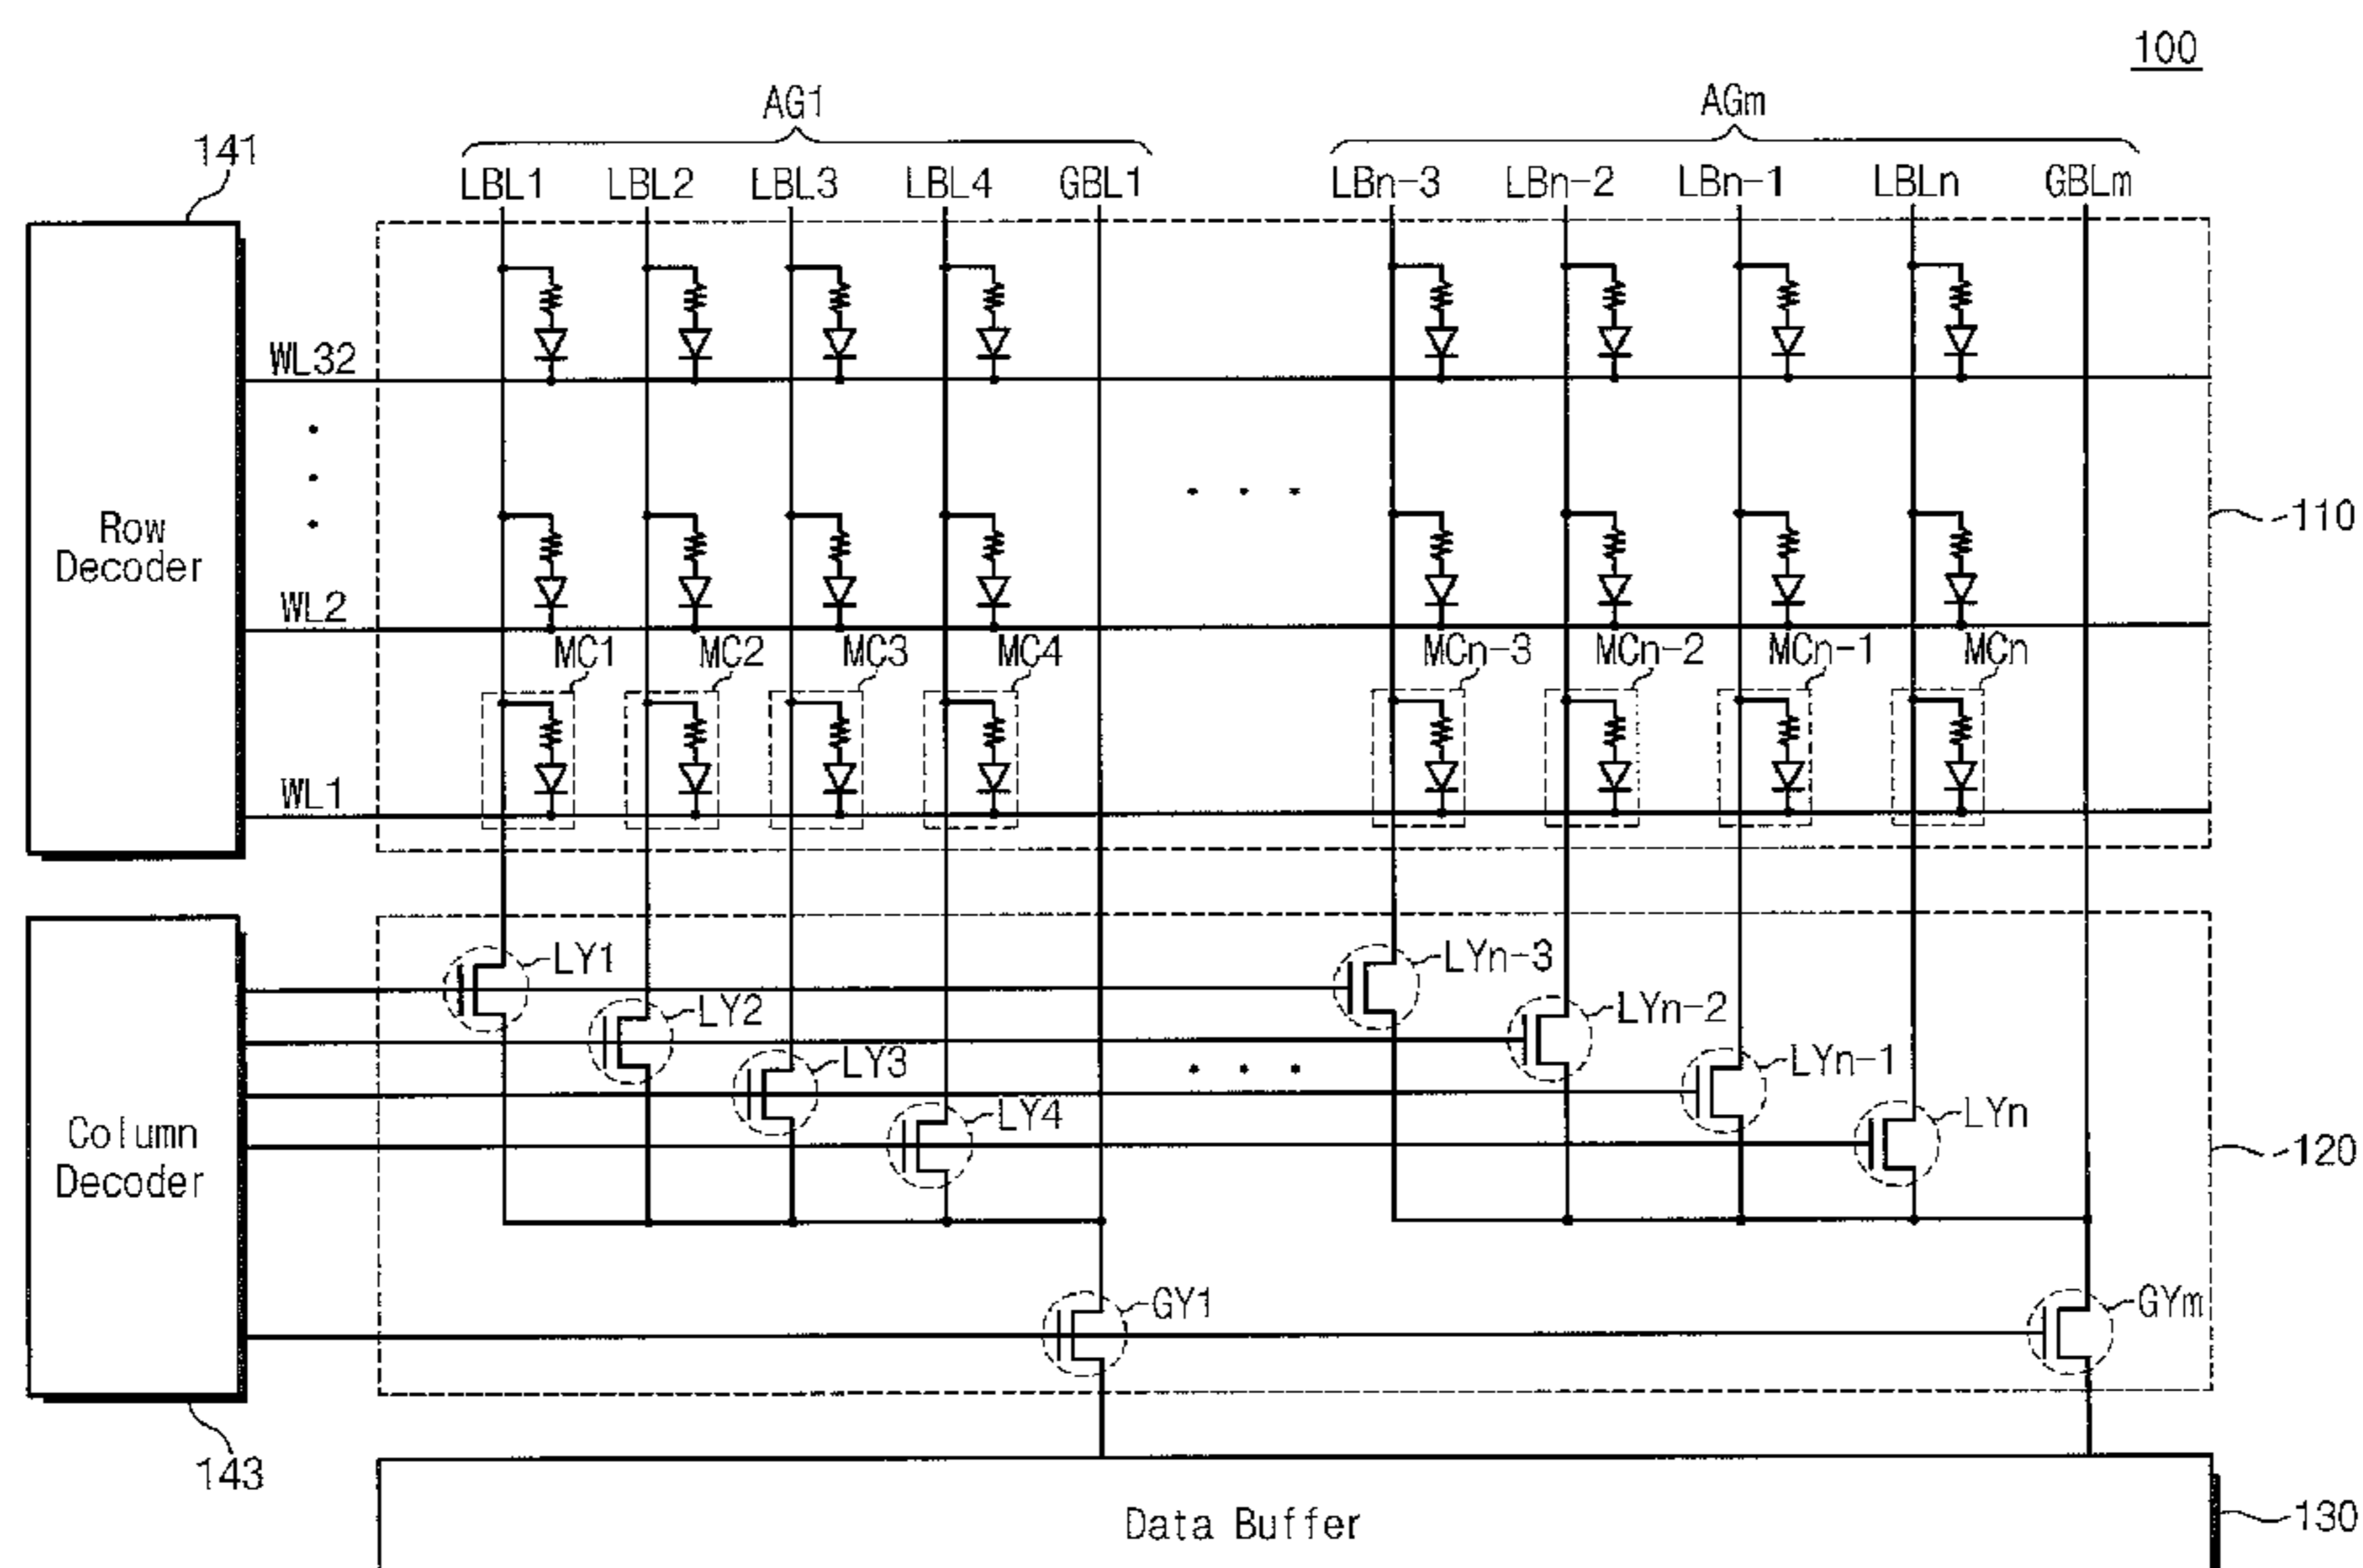 100
AG1
AGm
141
LBL1 LBL2 LBL3 LBL4 GBL1 LBn-3 LBn-2 LBn-1 LBLn GBLm
WL32
Row
Decoder
110
WL2
MC1 MC2 MC3 MC4 MCn-3 MCn-2 MCn-1 MCn
WL1
LY1 LYn-3
LY2 LYn-2
LY3 LYn-1
LY4 LYn
Column
Decoder
120
GY1 GYm
143
Data Buffer
130